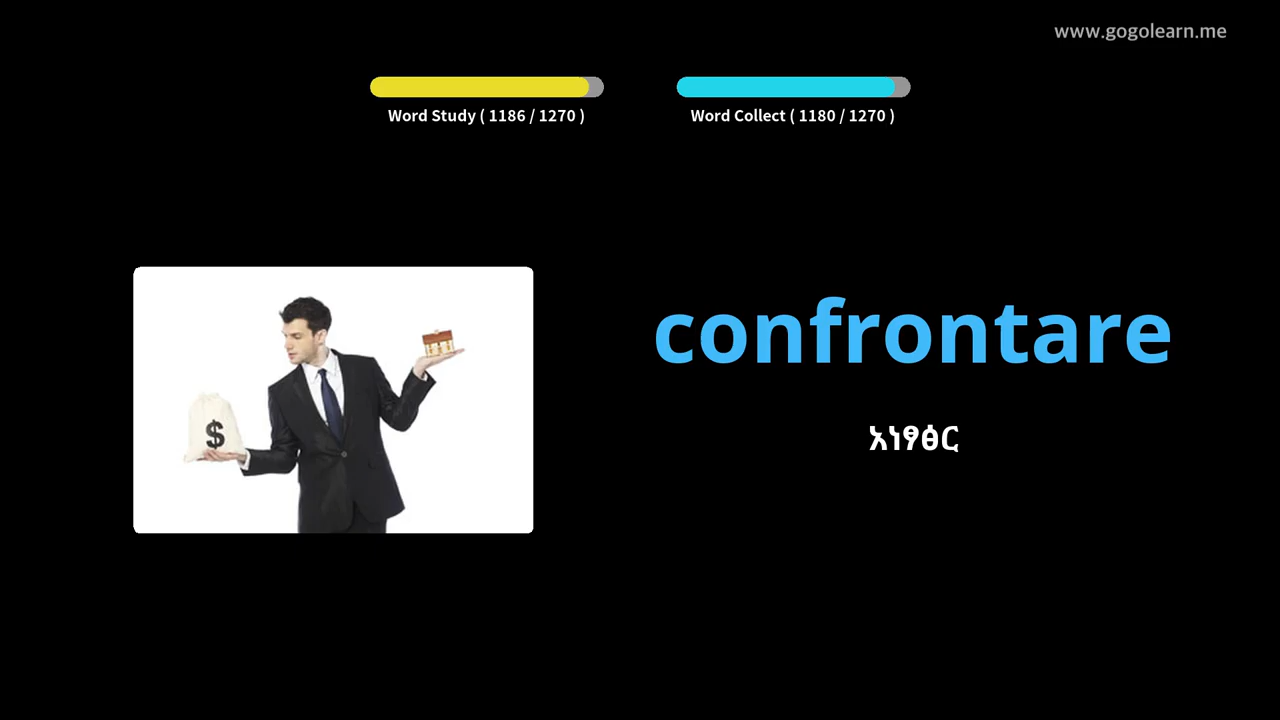 www.gogolearn.me
Word Study ( 1186 / 1270 )
Word Collect ( 1180 / 1270 )
$
confrontare
አነፃፅር